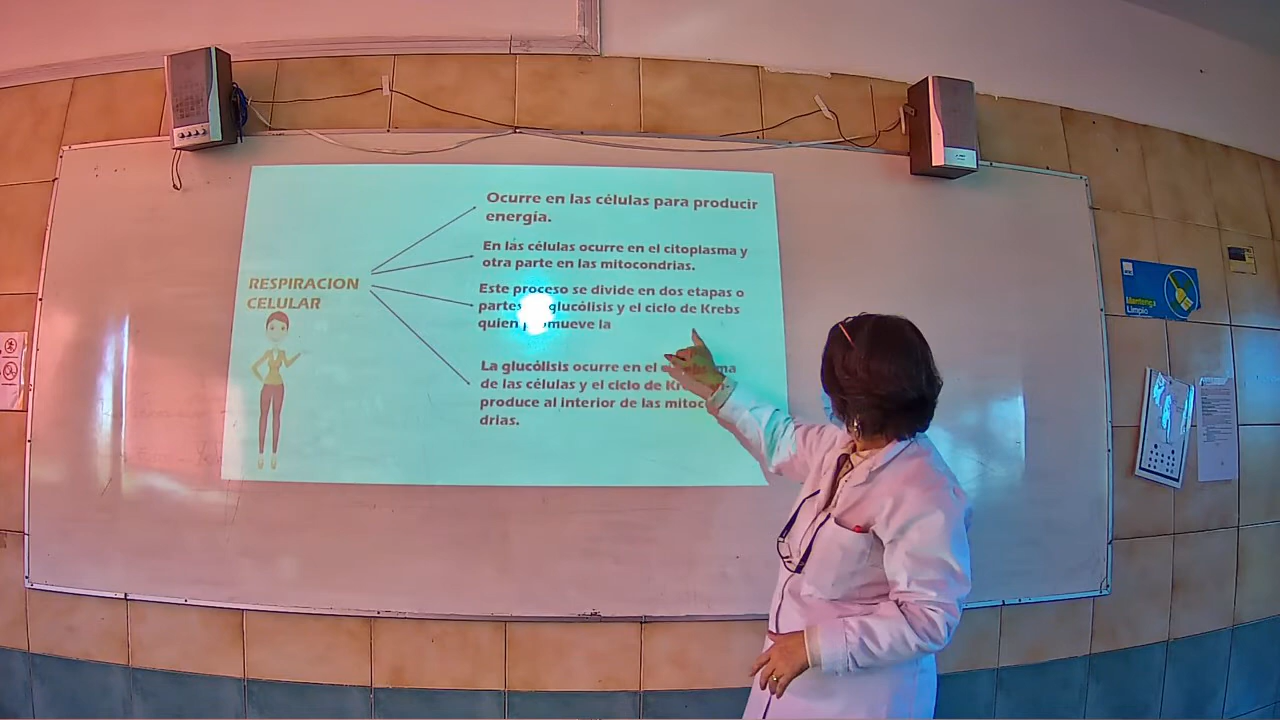 Ocurre en las células para producir
energía.
En las células ocurre en el citoplasma y
otra parte en las mitocondrias.
RESPIRACION
CELULAR
Este proceso se divide en dos etapas o
partes glucólisis y el ciclo de Krebs
quien promueve la
La glucólisis ocurre en el
de las células y el ciclo de
produce al interior de las
drias.
Mantenga
Limpio